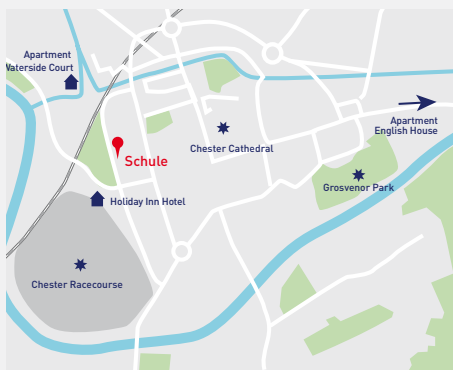 Apartment
Waterside Court
Schule
Chester Cathedral
Apartment
English House
Grosvenor Park
Holiday Inn Hotel
Chester Racecourse